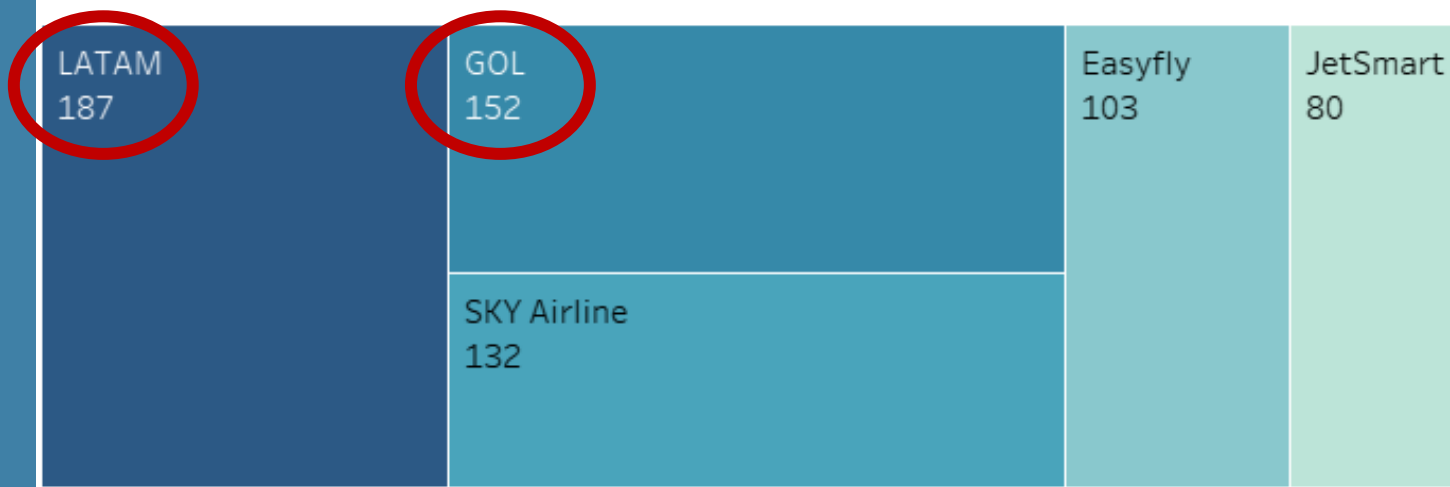 LATAM
187
GOL
152
SKY Airline
132
Easyfly
103
JetSmart
80